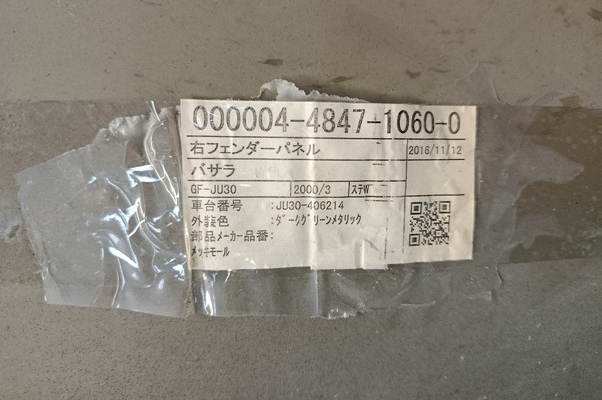 000004-4847-1060-0
右フェンダーパネル 2016/11/12
バサラ
GF-JU30 2000/3 ステW
車台番号 :JU30-406214
外装色 :ダークグリーンメタリック
部品メーカー品番:
メッキモール